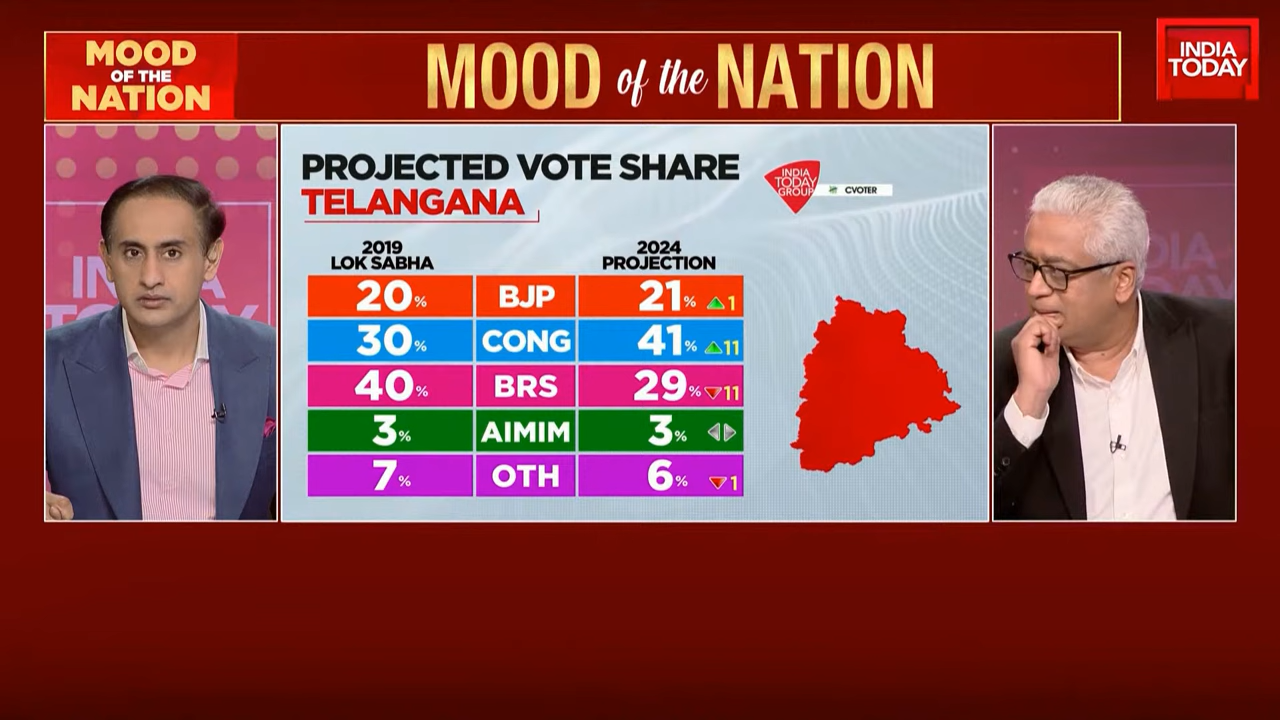 MOOD
OF THE
NATION
MOOD of the NATION
INDIA
TODAY
PROJECTED VOTE SHARE
TELANGANA
INDIA
TODAY
GROUP
CVOTER
2019
LOK SABHA
2024
PROJECTION
20% BJP 21% 1
30% CONG 41% 11
40% BRS 29% 11
3% AIMIM 3%
7% OTH 6% 1